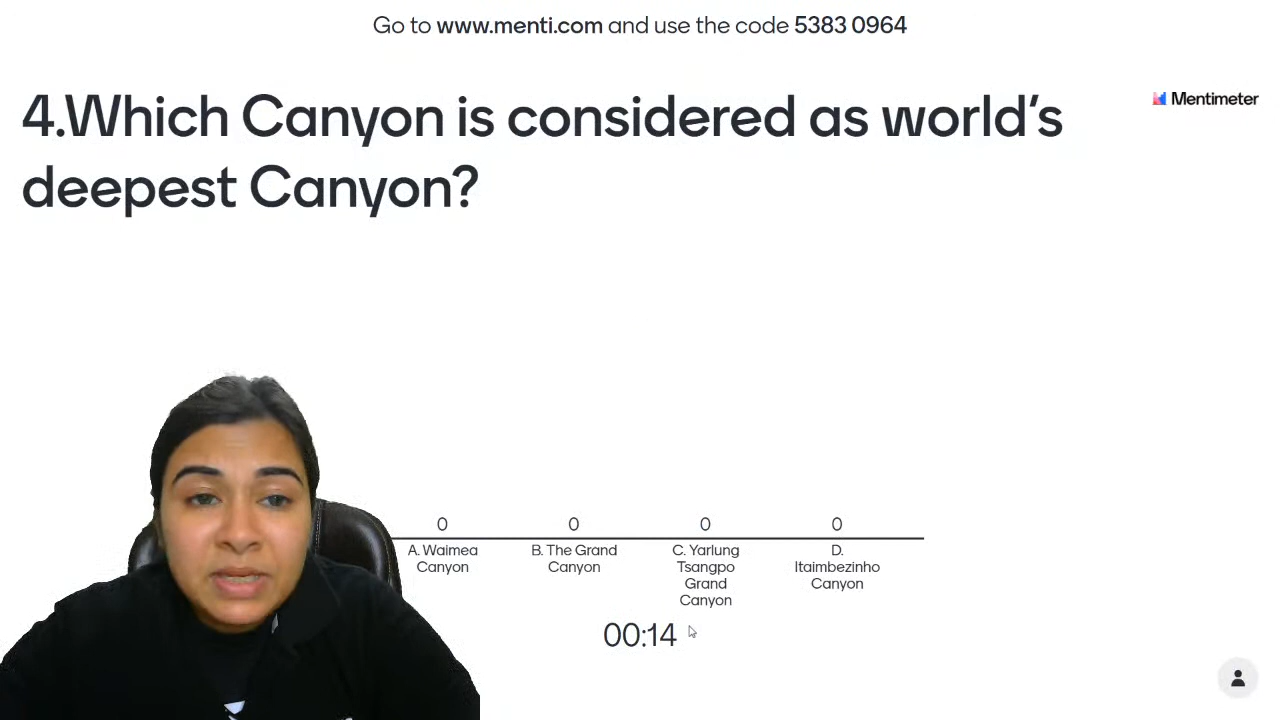 Go to www.menti.com and use the code 5383 0964
Mentimeter
4.Which Canyon is considered as world's
deepest Canyon?
0
0
0
0
A. Waimea
Canyon
B. The Grand
Canyon
C. Yarlung
Tsangpo
Grand
Canyon
D.
Itaimbezinho
Canyon
00:14